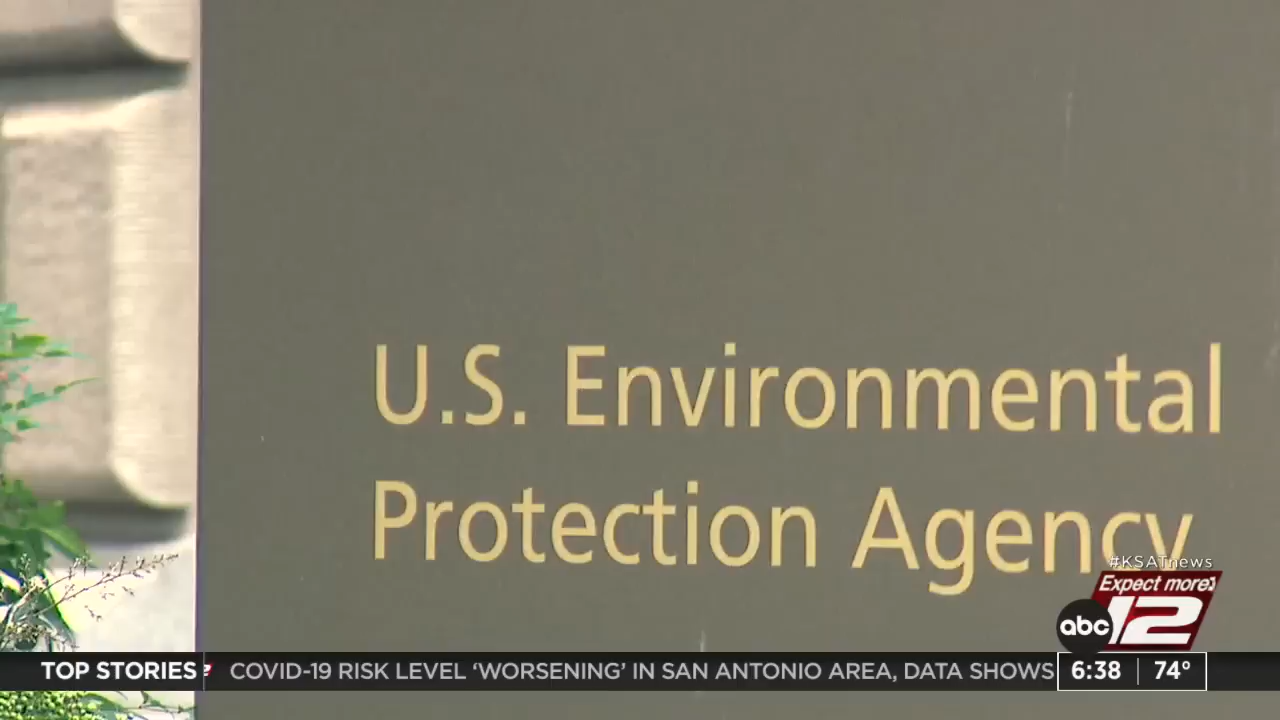 U.S. Environmental
Protection Agency
#KSATnews
Expect more
abc 12
TOP STORIES COVID-19 RISK LEVEL ‘WORSENING’ IN SAN ANTONIO AREA, DATA SHOWS 6:38 74°